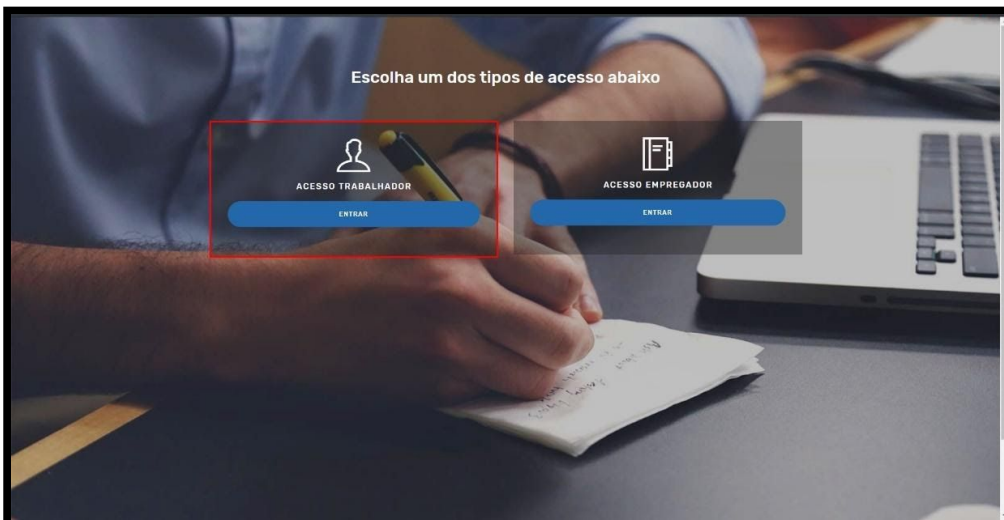 Escolha um dos tipos de acesso abaixo
ACESSO TRABALHADOR
ENTRAR
ACESSO EMPREGADOR
ENTRAR